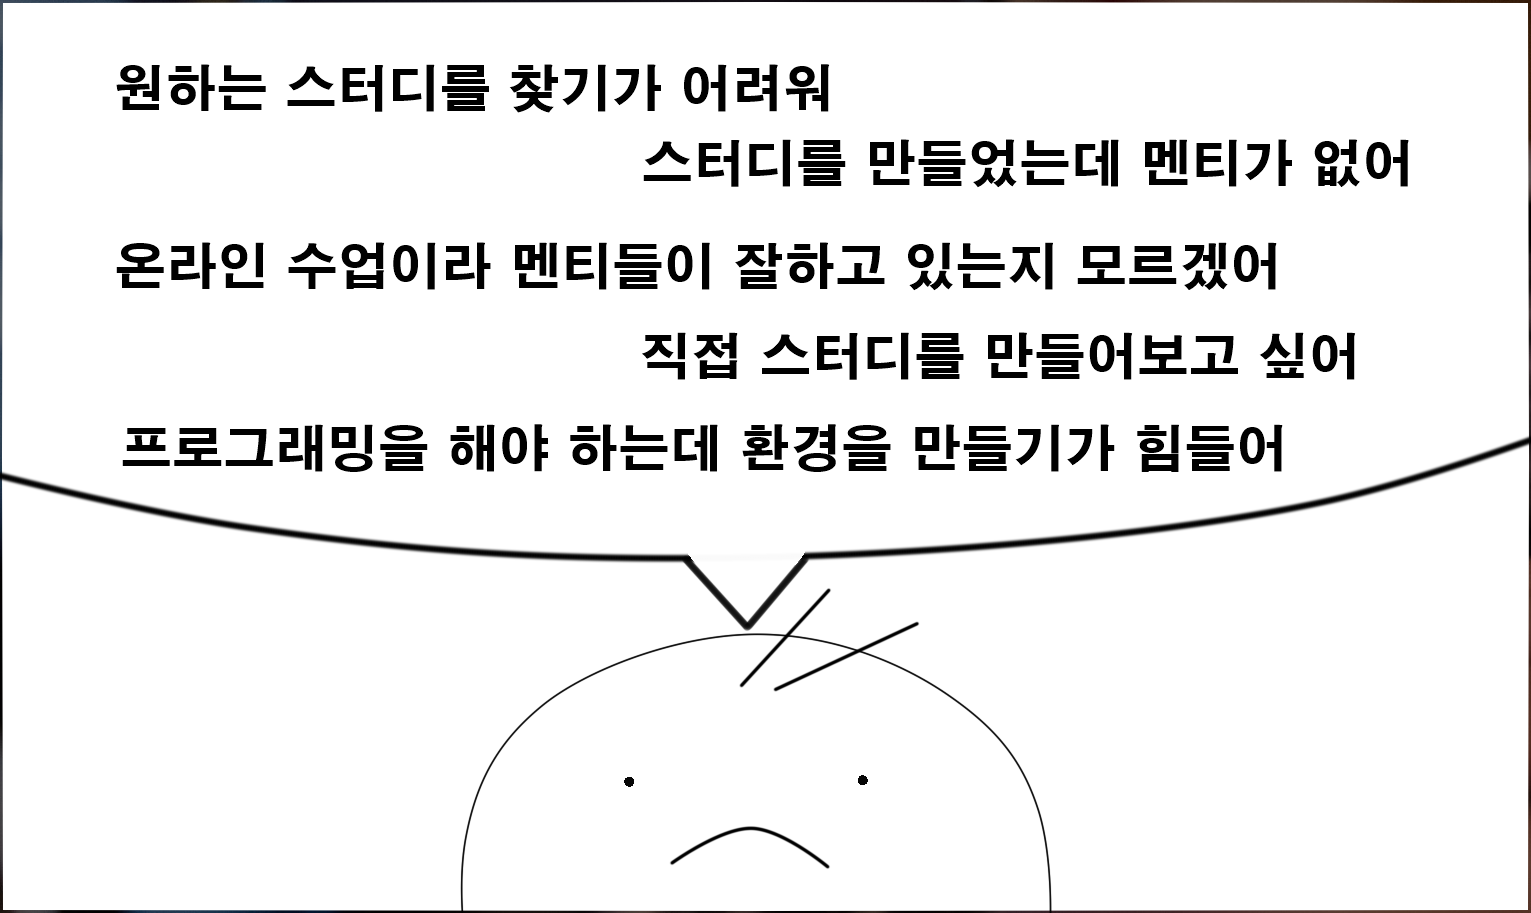 원하는 스터디를 찾기가 어려워
스터디를 만들었는데 멘티가 없어
온라인 수업이라 멘티들이 잘하고 있는지 모르겠어
직접 스터디를 만들어보고 싶어
프로그래밍을 해야 하는데 환경을 만들기가 힘들어